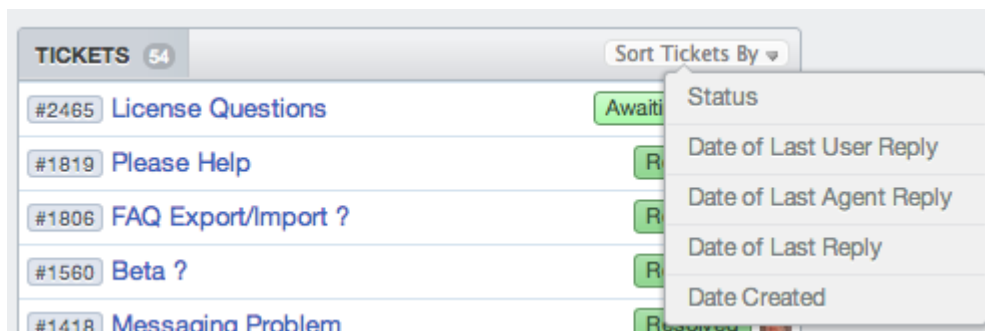 TICKETS 54
Sort Tickets By
#2465 License Questions
Status
#1819 Please Help
Date of Last User Reply
#1806 FAQ Export/Import ?
Date of Last Agent Reply
#1560 Beta ?
Date of Last Reply
#1418 Messaging Problem
Resolved
Date Created